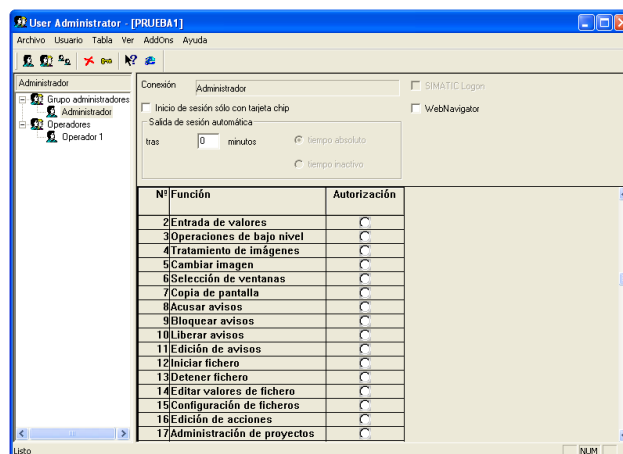 User Administrator - [PRUEBA1]
Archivo Usuario Tabla Ver AddOns Ayuda
Administrador
Grupo administradores
Administrador
Operadores
Operador 1
Conexión Administrador
SIMATIC Logon
Inicio de sesión sólo con tarjeta chip
WebNavigator
Salida de sesión automática
tras 0 minutos
tiempo absoluto
tiempo inactivo
Nº Función Autorización
2 Entrada de valores
3 Operaciones de bajo nivel
4 Tratamiento de imágenes
5 Cambiar imagen
6 Selección de ventanas
7 Copia de pantalla
8 Acusar avisos
9 Bloquear avisos
10 Liberar avisos
11 Edición de avisos
12 Iniciar fichero
13 Detener fichero
14 Editar valores de fichero
15 Configuración de ficheros
16 Edición de acciones
17 Administración de proyectos
Listo NUM